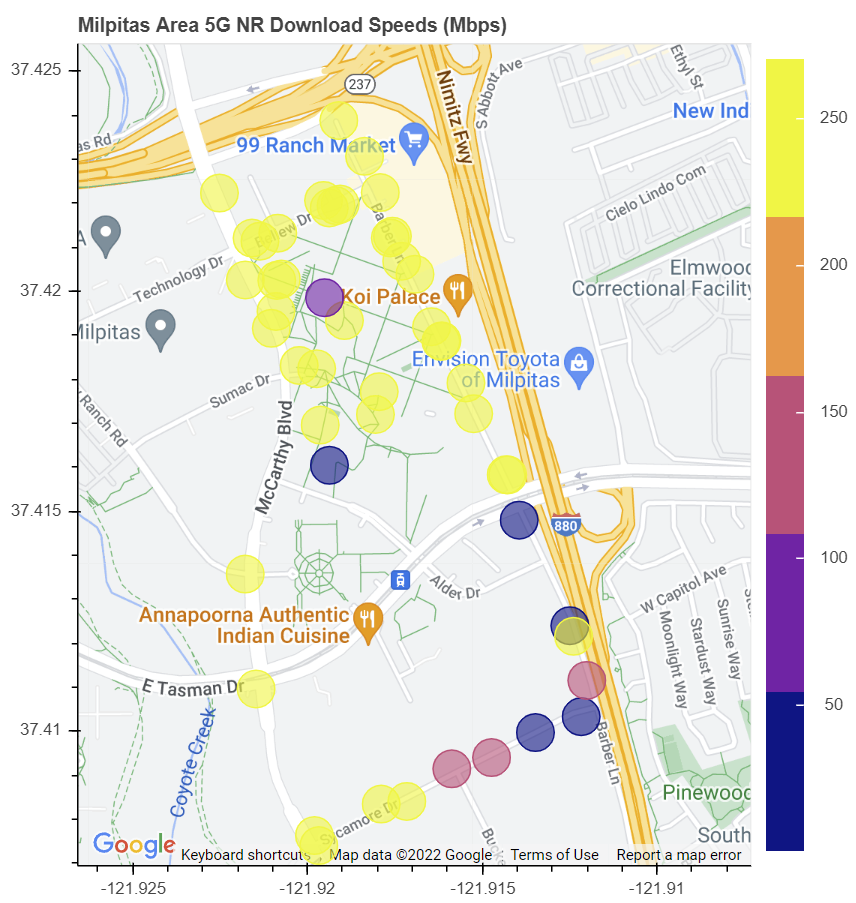 Milpitas Area 5G NR Download Speeds (Mbps)
37.425
237
Nimitz Fwy
S Abbott Ave
Ethyl St
250
New Ind
as Rd
99 Ranch Market
Cielo Lindo Com
Bellew Dr
Technology Dr
Elmwood
Correctional Facility
200
37.42
Koi Palace
Milpitas
Envision Toyota
of Milpitas
Sumac Dr
Ranch Rd
McCarthy Blvd
150
37.415
880
100
Alder Dr
W Capitol Ave
Annapoorna Authentic
Indian Cuisine
Moonlight Way
Stardust Way
Sunrise Way
E Tasman Dr
50
37.41
Coyote Creek
Barber Ln
Pinewood
Sycamore Dr
South
Google
Keyboard shortcuts
Map data ©2022 Google
Terms of Use
Report a map error
-121.925
-121.92
-121.915
-121.91